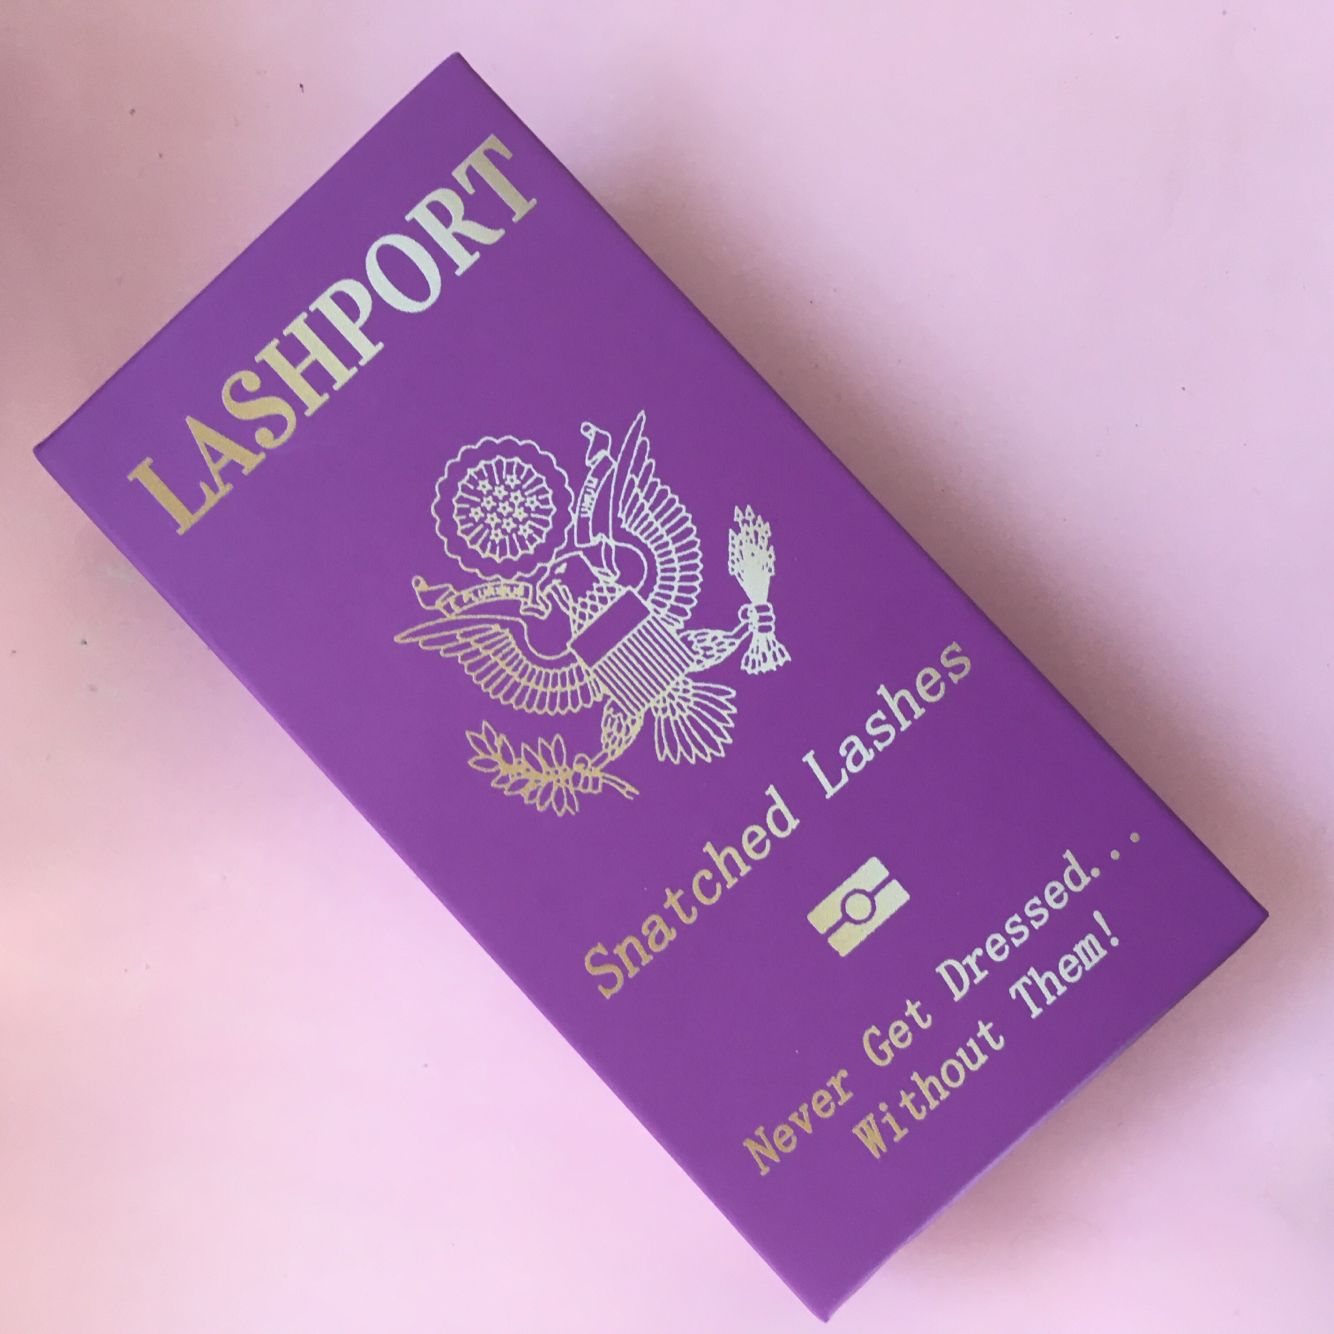 LASHPORT
Snatched Lashes
Never Get Dressed...
Without Them!